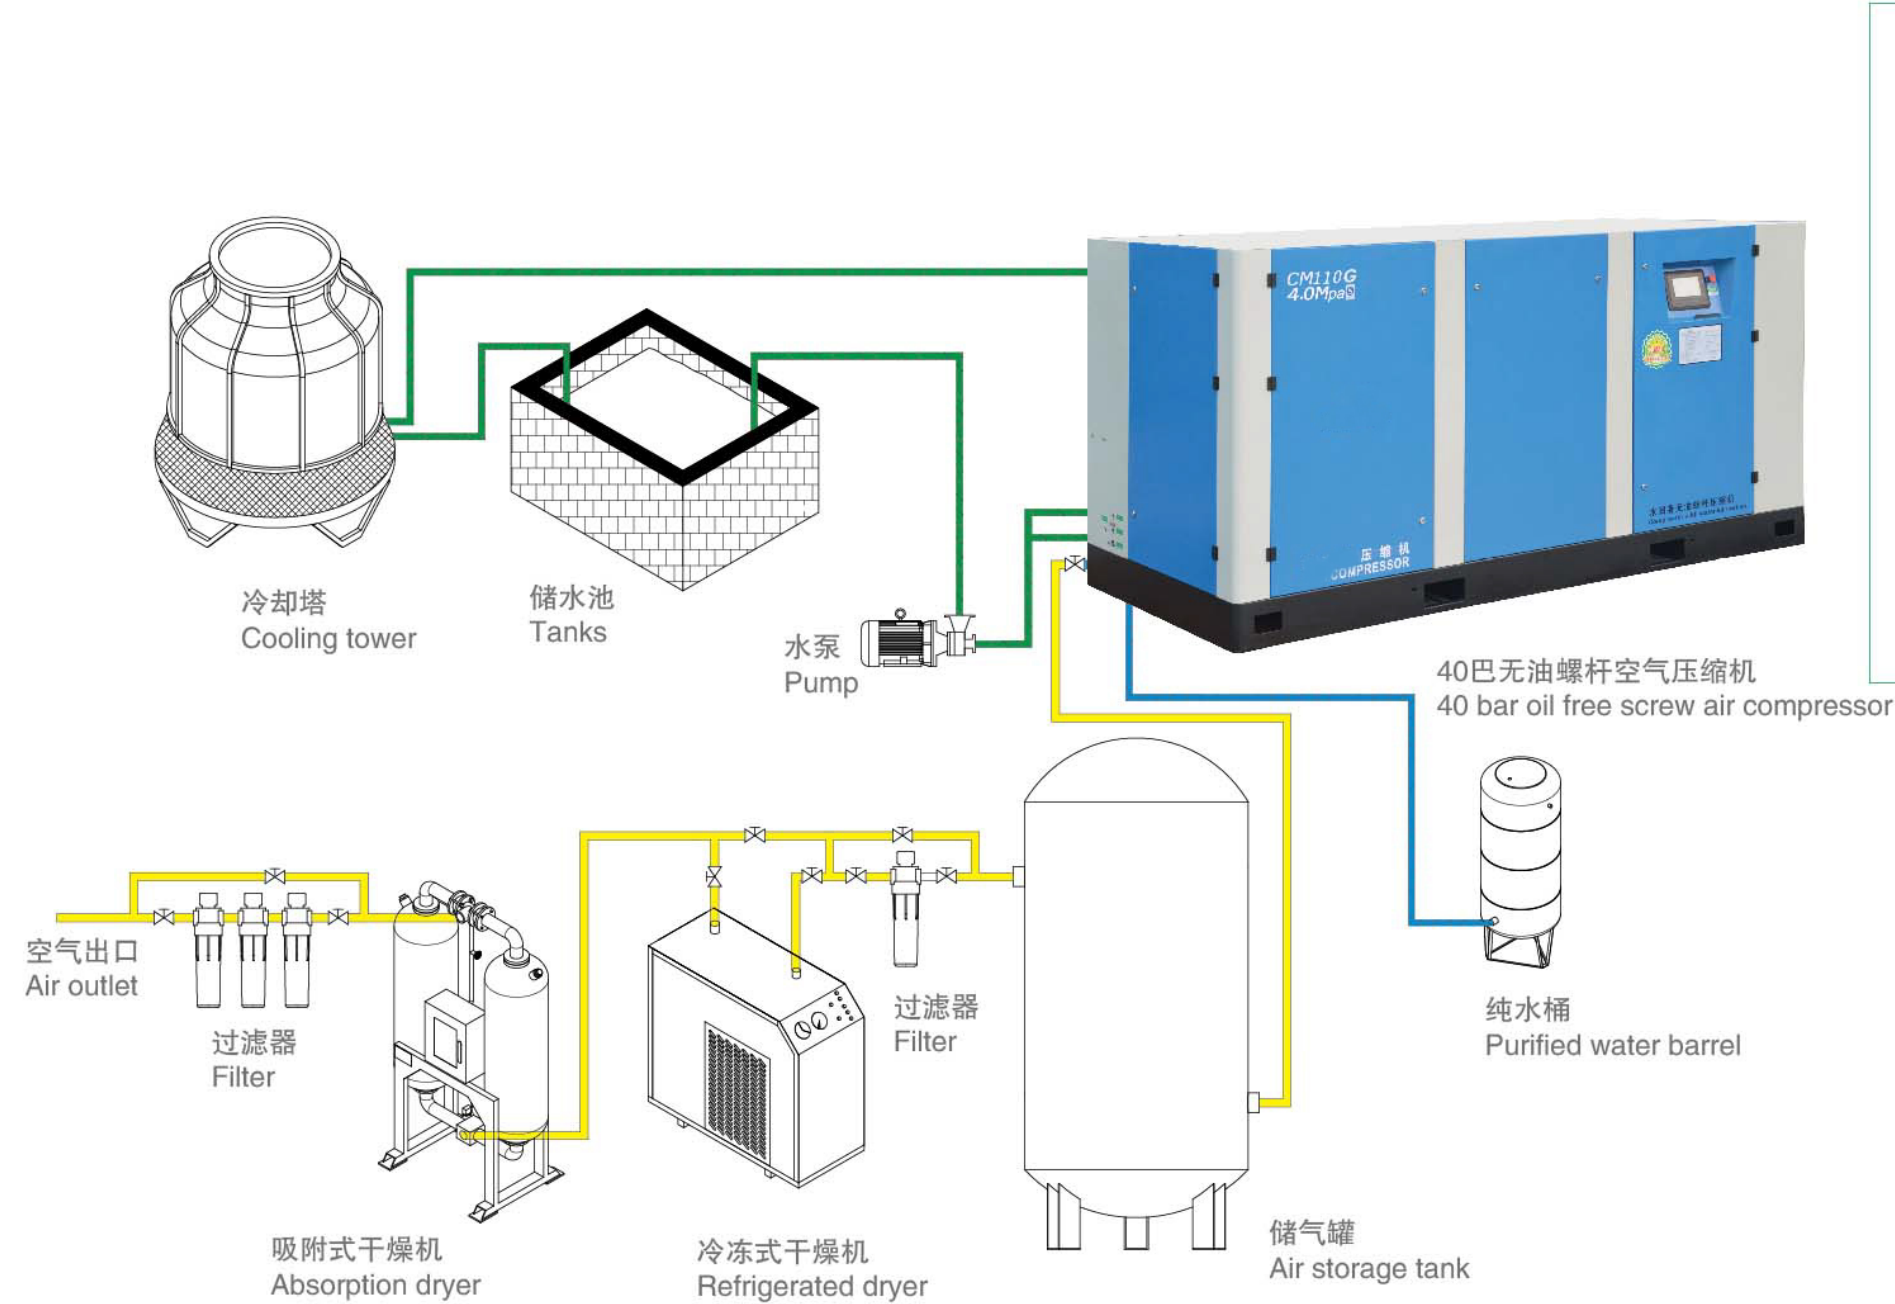 CM110G
4.0Mpa
压缩机
COMPRESSOR
冷却塔
Cooling tower
储水池
Tanks
水泵
Pump
40巴无油螺杆空气压缩机
40 bar oil free screw air compressor
空气出口
Air outlet
过滤器
Filter
过滤器
Filter
纯水桶
Purified water barrel
吸附式干燥机
Absorption dryer
冷冻式干燥机
Refrigerated dryer
储气罐
Air storage tank